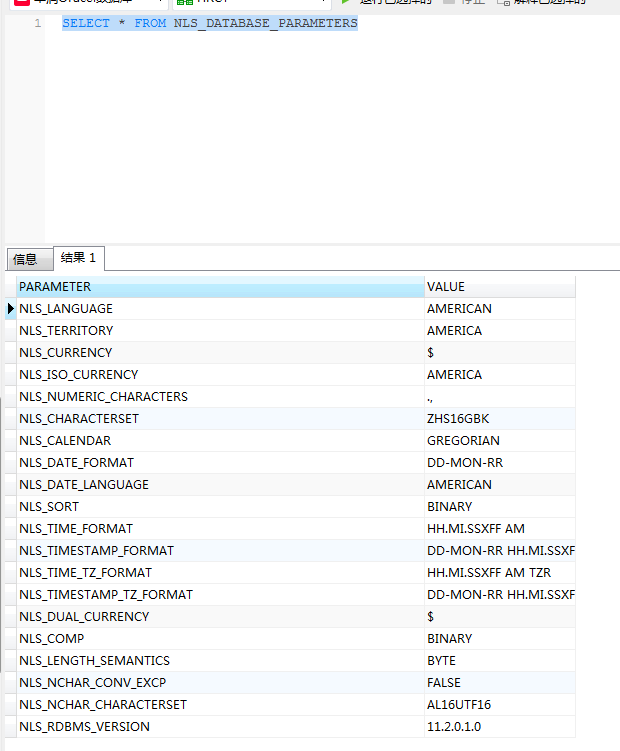 1 SELECT * FROM NLS_DATABASE_PARAMETERS
信息 结果 1
PARAMETER VALUE
NLS_LANGUAGE AMERICAN
NLS_TERRITORY AMERICA
NLS_CURRENCY $
NLS_ISO_CURRENCY AMERICA
NLS_NUMERIC_CHARACTERS .,
NLS_CHARACTERSET ZHS16GBK
NLS_CALENDAR GREGORIAN
NLS_DATE_FORMAT DD-MON-RR
NLS_DATE_LANGUAGE AMERICAN
NLS_SORT BINARY
NLS_TIME_FORMAT HH.MI.SSXFF AM
NLS_TIMESTAMP_FORMAT DD-MON-RR HH.MI.SSXF
NLS_TIME_TZ_FORMAT HH.MI.SSXFF AM TZR
NLS_TIMESTAMP_TZ_FORMAT DD-MON-RR HH.MI.SSXF
NLS_DUAL_CURRENCY $
NLS_COMP BINARY
NLS_LENGTH_SEMANTICS BYTE
NLS_NCHAR_CONV_EXCP FALSE
NLS_NCHAR_CHARACTERSET AL16UTF16
NLS_RDBMS_VERSION 11.2.0.1.0